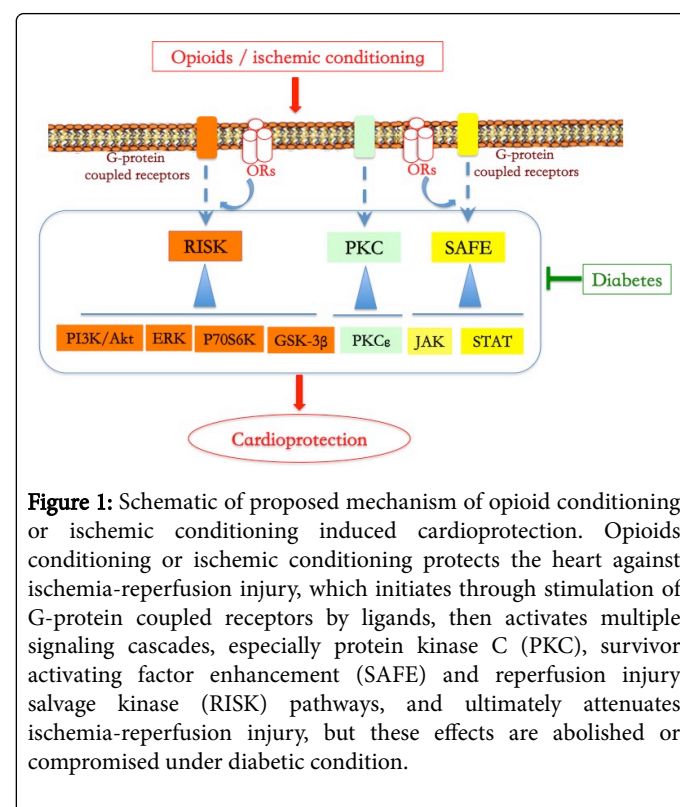 Opioids / ischemic conditioning
G-protein
coupled receptors
ORs
ORs
G-protein
coupled receptors
RISK
PKC
SAFE
Diabetes
PI3K/Akt
ERK
P70S6K
GSK-3β
PKCε
JAK
STAT
Cardioprotection
Figure 1: Schematic of proposed mechanism of opioid conditioning
or ischemic conditioning induced cardioprotection. Opioids
conditioning or ischemic conditioning protects the heart against
ischemia-reperfusion injury, which initiates through stimulation of
G-protein coupled receptors by ligands, then activates multiple
signaling cascades, especially protein kinase C (PKC), survivor
activating factor enhancement (SAFE) and reperfusion injury
salvage kinase (RISK) pathways, and ultimately attenuates
ischemia-reperfusion injury, but these effects are abolished or
compromised under diabetic condition.